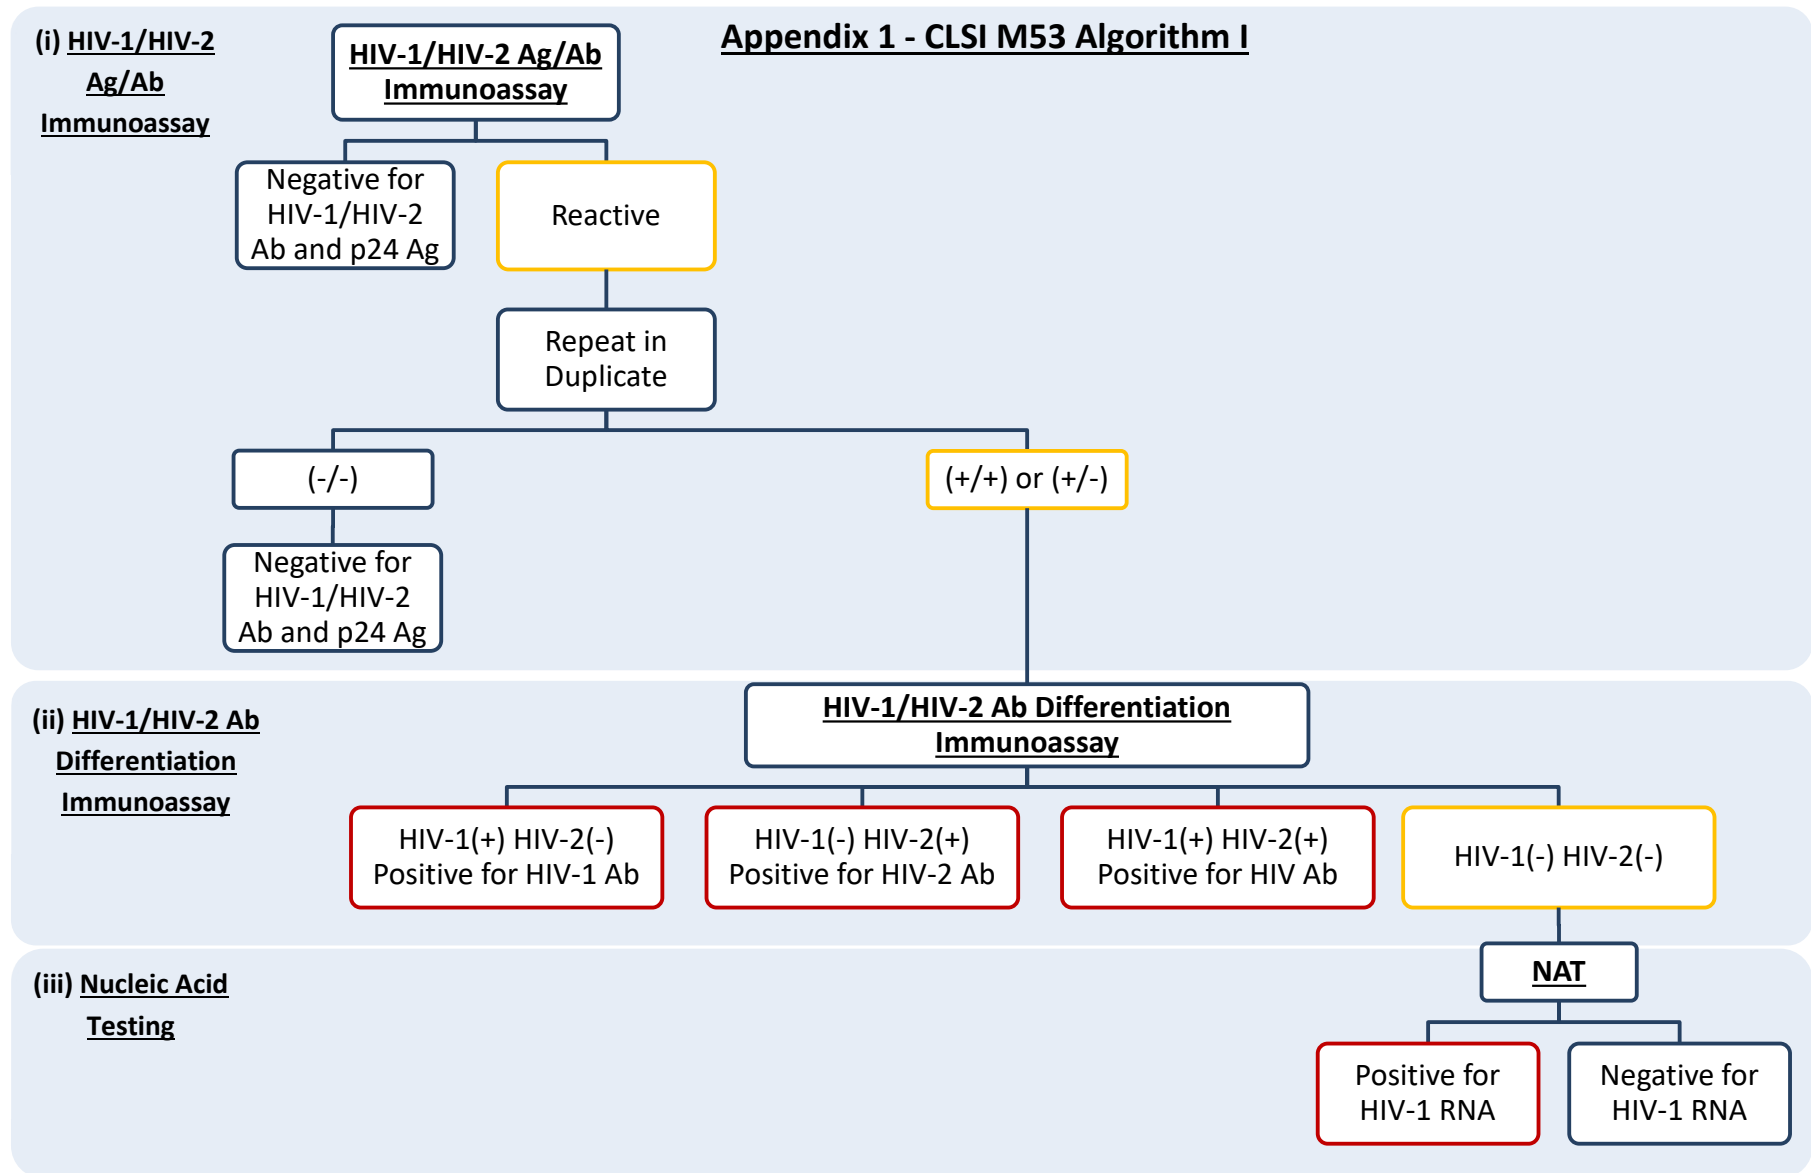 Appendix 1 - CLSI M53 Algorithm I
(i) HIV-1/HIV-2
Ag/Ab
Immunoassay
HIV-1/HIV-2 Ag/Ab
Immunoassay
Negative for
HIV-1/HIV-2
Ab and p24 Ag
Reactive
Repeat in
Duplicate
(-/-)
(+/+) or (+/-)
Negative for
HIV-1/HIV-2
Ab and p24 Ag
(ii) HIV-1/HIV-2 Ab
Differentiation
Immunoassay
HIV-1/HIV-2 Ab Differentiation
Immunoassay
HIV-1(+) HIV-2(-)
Positive for HIV-1 Ab
HIV-1(-) HIV-2(+)
Positive for HIV-2 Ab
HIV-1(+) HIV-2(+)
Positive for HIV Ab
HIV-1(-) HIV-2(-)
(iii) Nucleic Acid
Testing
NAT
Positive for
HIV-1 RNA
Negative for
HIV-1 RNA